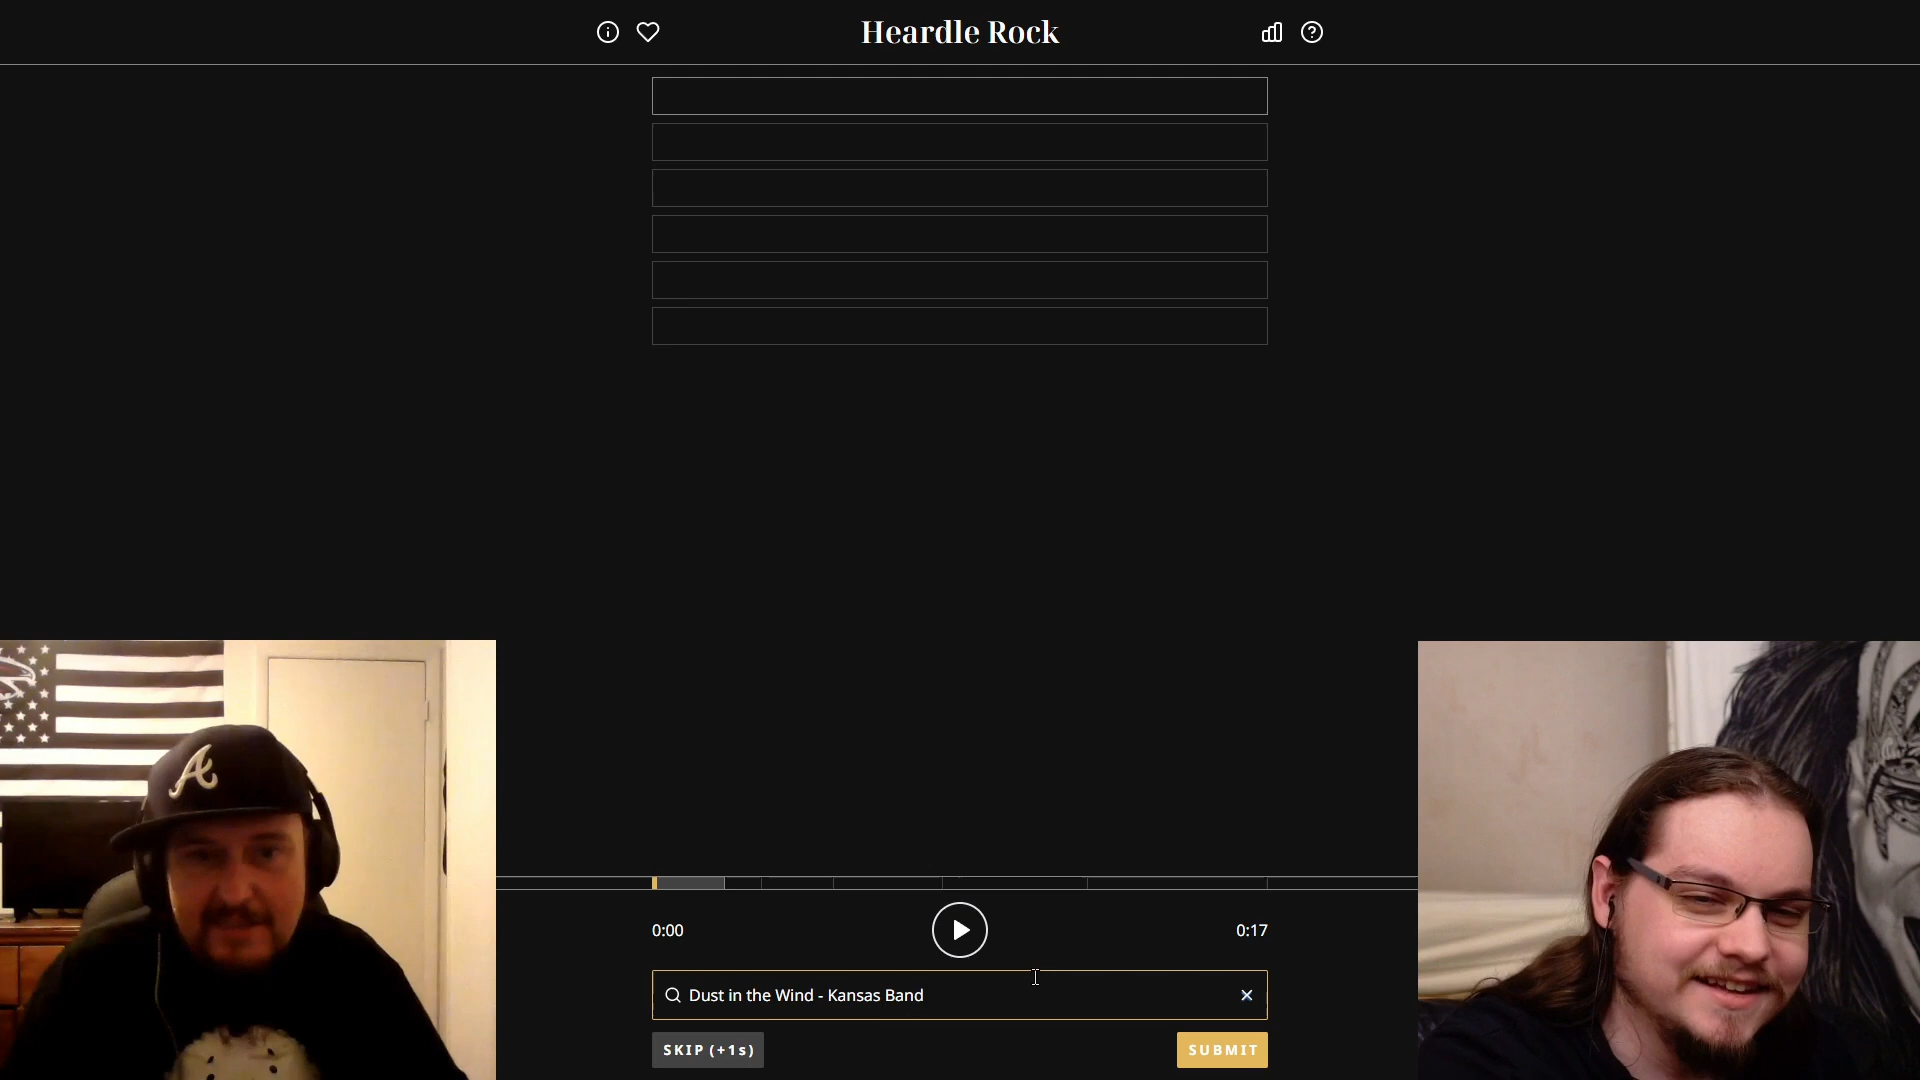 Heardle Rock
0:00
0:17
Dust in the Wind - Kansas Band
SKIP (+1s)
SUBMIT
A